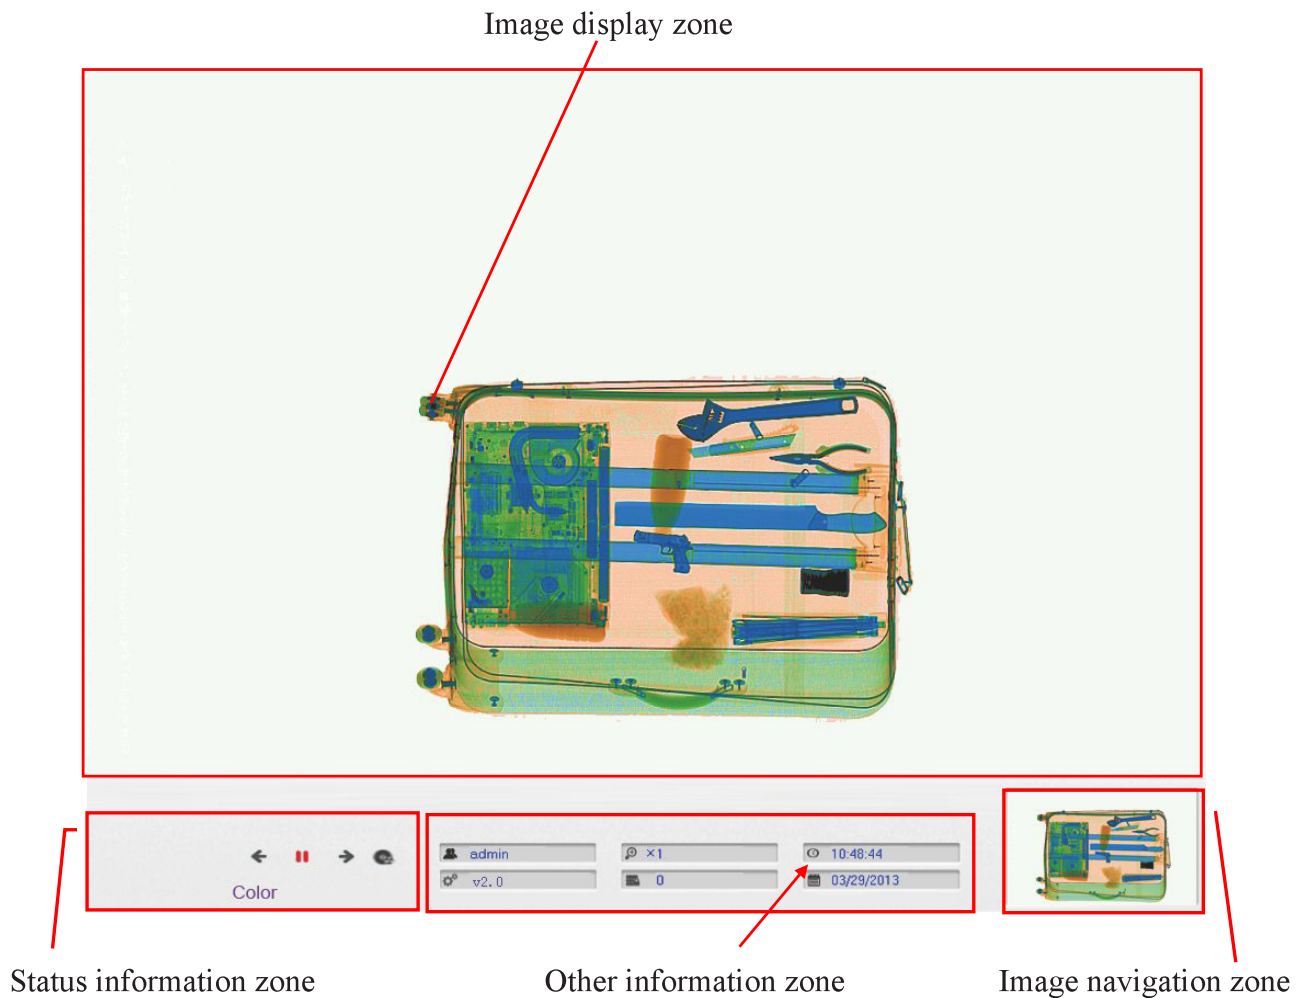 Image display zone
admin
×1
10:48:44
v2.0
0
03/29/2013
Color
Status information zone
Other information zone
Image navigation zone